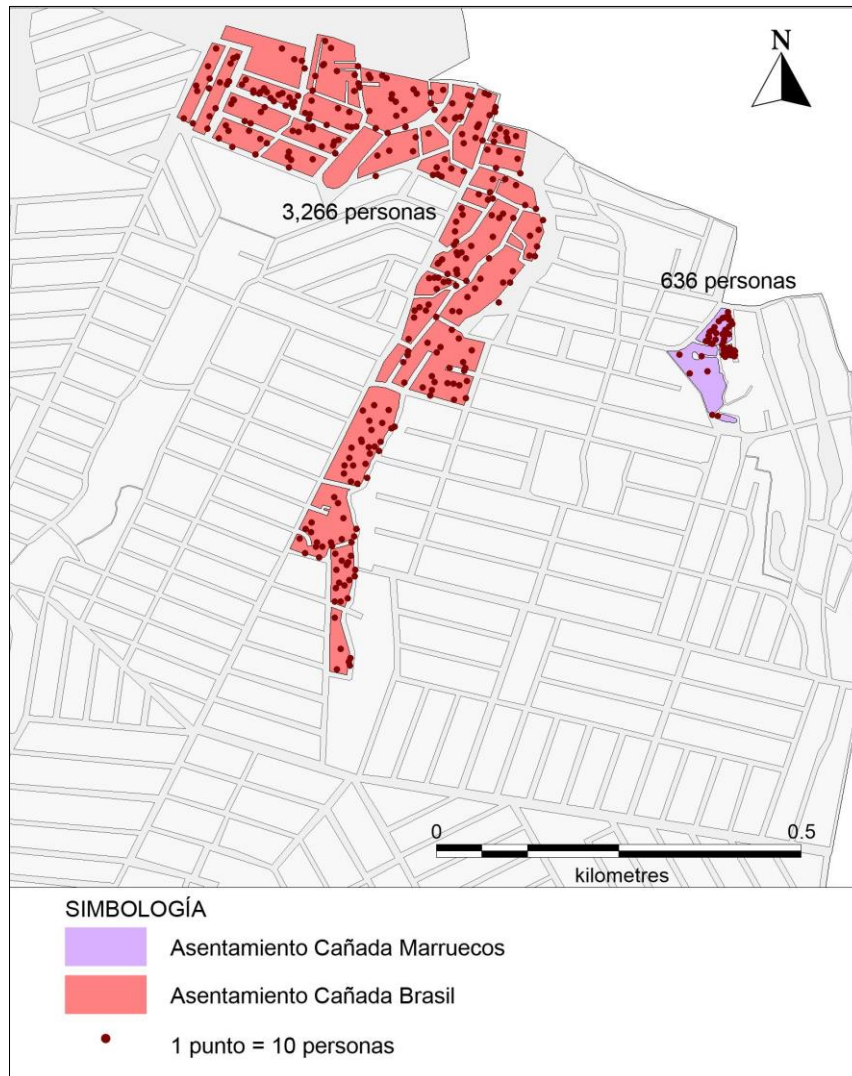 N
3,266 personas
636 personas
0 0.5
kilometres
SIMBOLOGÍA
Asentamiento Cañada Marruecos
Asentamiento Cañada Brasil
1 punto = 10 personas